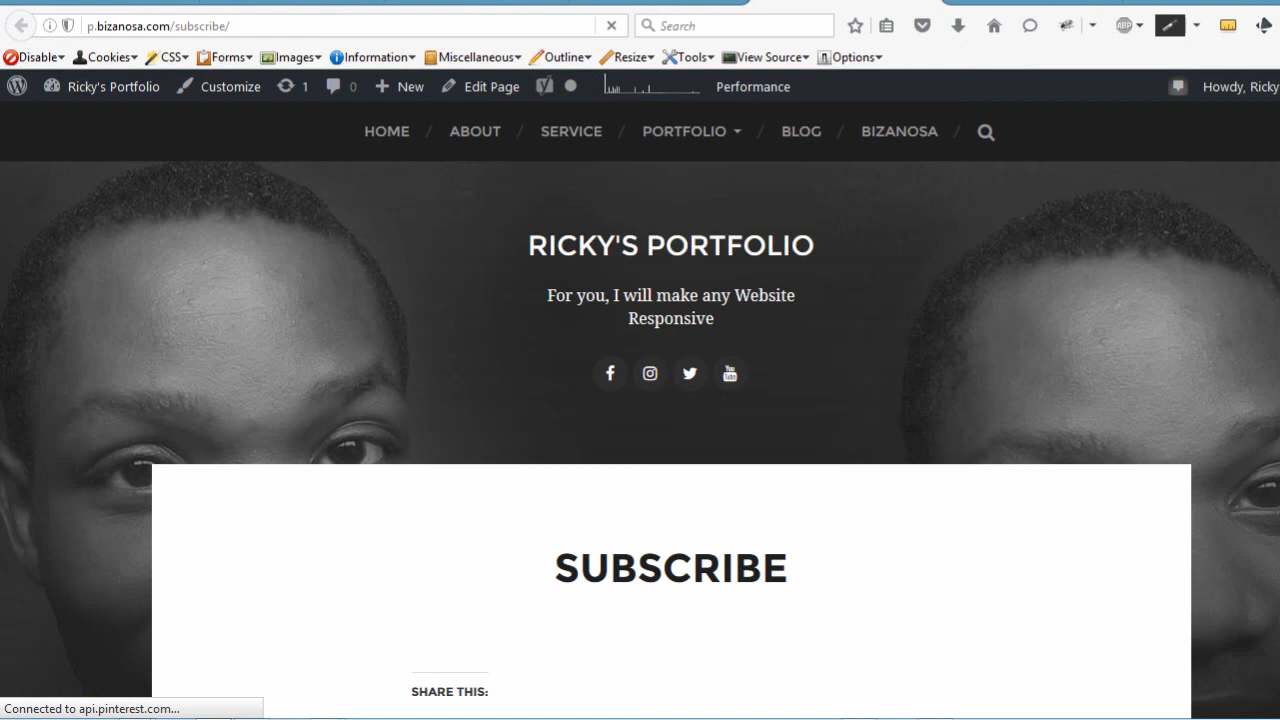 p.bizanosa.com/subscribe/
Search
Disable Cookies CSS Forms Images Information Miscellaneous Outline Resize Tools View Source Options
Ricky's Portfolio Customize 1 0 New Edit Page Performance Howdy, Ricky
HOME / ABOUT / SERVICE / PORTFOLIO / BLOG / BIZANOSA /
RICKY'S PORTFOLIO
For you, I will make any Website
Responsive
SUBSCRIBE
SHARE THIS:
Connected to api.pinterest.com...